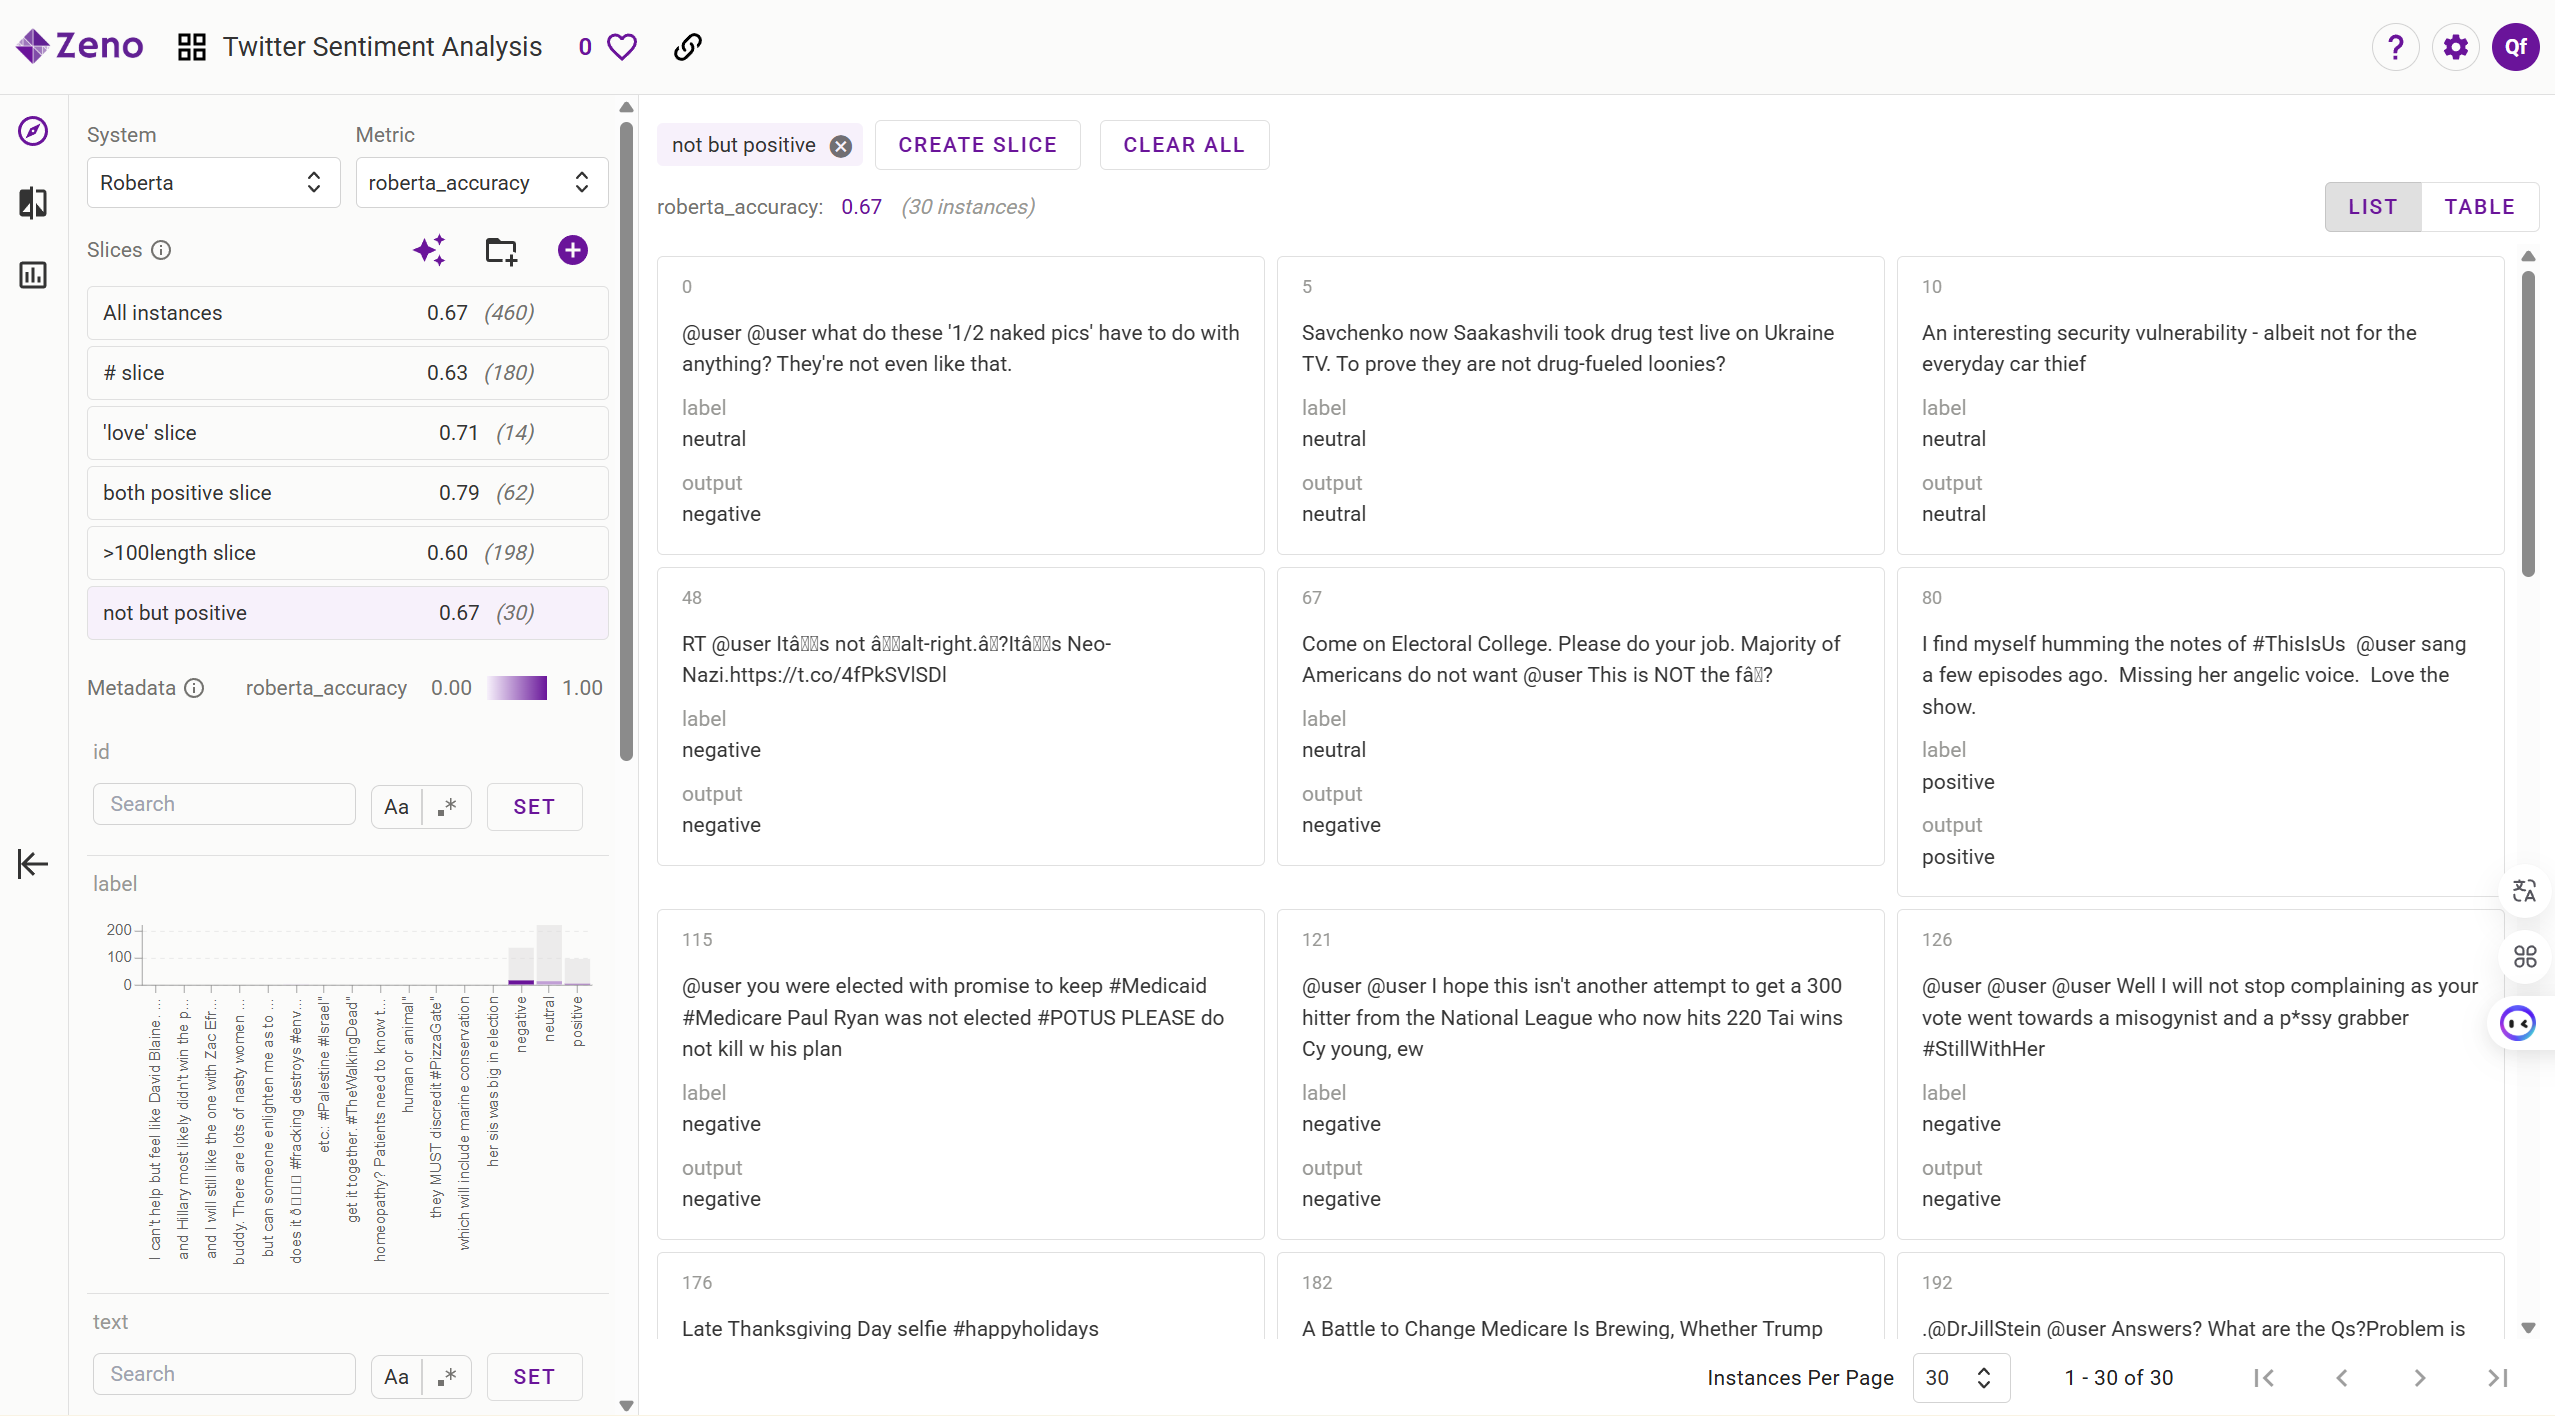 Zeno
Twitter Sentiment Analysis
0
?
Qf
System
Metric
Roberta
roberta_accuracy
Slices
All instances 0.67 (460)
# slice 0.63 (180)
'love' slice 0.71 (14)
both positive slice 0.79 (62)
>100length slice 0.60 (198)
not but positive 0.67 (30)
Metadata roberta_accuracy 0.00 1.00
id
Search Aa .* SET
label
200
100
0
I can't help but feel like David Blaine. ...
and Hillary most likely didn't win the p...
and I will still like the one with Zac Efr...
buddy. There are lots of nasty women ...
but can someone enlighten me as to ...
does it ð #fracking destroys #env...
etc.: #Palestine #Israel"
get it together. #TheWalkingDead"
homeopathy? Patients need to know t...
human or animal"
they MUST discredit #PizzaGate"
which will include marine conservation
her sis was big in election
negative
neutral
positive
text
Search Aa .* SET
not but positive CREATE SLICE CLEAR ALL
roberta_accuracy: 0.67 (30 instances)
LIST TABLE
0
@user @user what do these '1/2 naked pics' have to do with
anything? They're not even like that.
label
neutral
output
negative
5
Savchenko now Saakashvili took drug test live on Ukraine
TV. To prove they are not drug-fueled loonies?
label
neutral
output
neutral
10
An interesting security vulnerability - albeit not for the
everyday car thief
label
neutral
output
neutral
48
RT @user Itâs not âalt-right.â?Itâs Neo-
Nazi.https://t.co/4fPkSVlSDl
label
negative
output
negative
67
Come on Electoral College. Please do your job. Majority of
Americans do not want @user This is NOT the fâ?
label
neutral
output
negative
80
I find myself humming the notes of #ThisIsUs @user sang
a few episodes ago. Missing her angelic voice. Love the
show.
label
positive
output
positive
115
@user you were elected with promise to keep #Medicaid
#Medicare Paul Ryan was not elected #POTUS PLEASE do
not kill w his plan
label
negative
output
negative
121
@user @user I hope this isn't another attempt to get a 300
hitter from the National League who now hits 220 Tai wins
Cy young, ew
label
negative
output
negative
126
@user @user @user Well I will not stop complaining as your
vote went towards a misogynist and a p*ssy grabber
#StillWithHer
label
negative
output
negative
176
Late Thanksgiving Day selfie #happyholidays
182
A Battle to Change Medicare Is Brewing, Whether Trump
192
.@DrJillStein @user Answers? What are the Qs?Problem is
Instances Per Page 30 1 - 30 of 30